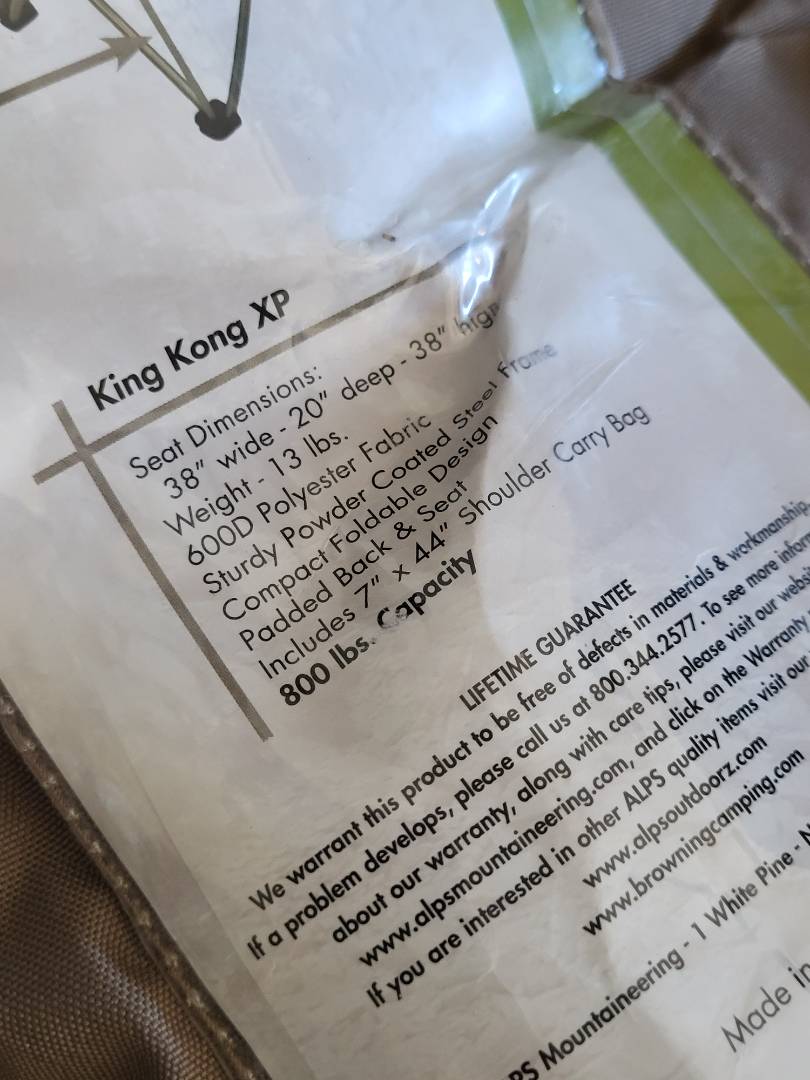 King Kong XP
Seat Dimensions:
38" wide - 20" deep - 38" high
Weight - 13 lbs.
600D Polyester Fabric
Sturdy Powder Coated Steel Frame
Compact Foldable Design
Padded Back & Seat
Includes 7" x 44" Shoulder Carry Bag
800 lbs. Capacity
LIFETIME GUARANTEE
We warrant this product to be free of defects in materials & workmanship.
If a problem develops, please call us at 800.344.2577. To see more
about our warranty, along with care tips, please visit our
www.alpsmountaineering.com, and click on the Warranty
If you are interested in other ALPS quality items visit our
www.alpsoutdoorz.com
www.browningcamping.com
Mountaineering - 1 White Pine -
Made in